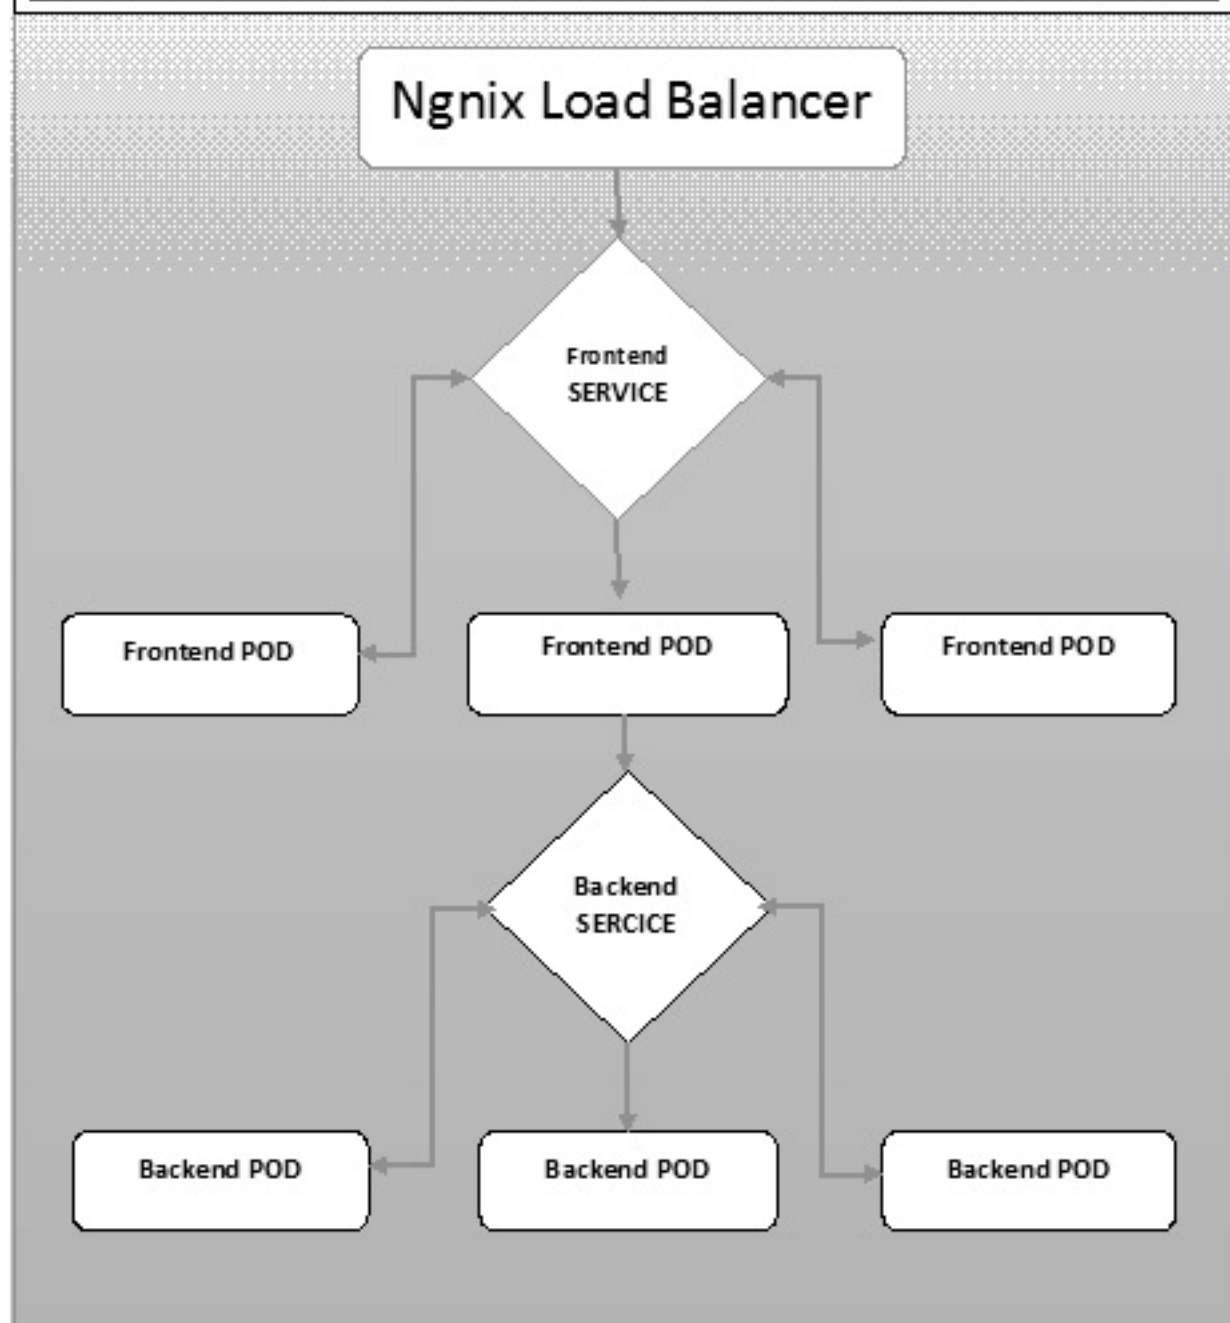 Ngnix Load Balancer
Frontend
SERVICE
Frontend POD
Frontend POD
Frontend POD
Backend
SERCICE
Backend POD
Backend POD
Backend POD